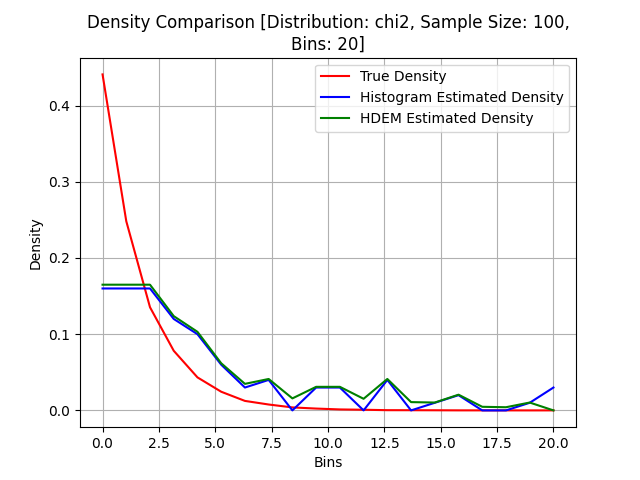 Density Comparison [Distribution: chi2, Sample Size: 100,
Bins: 20]
True Density
Histogram Estimated Density
HDEM Estimated Density
Density
0.4
0.3
0.2
0.1
0.0
0.0 2.5 5.0 7.5 10.0 12.5 15.0 17.5 20.0
Bins